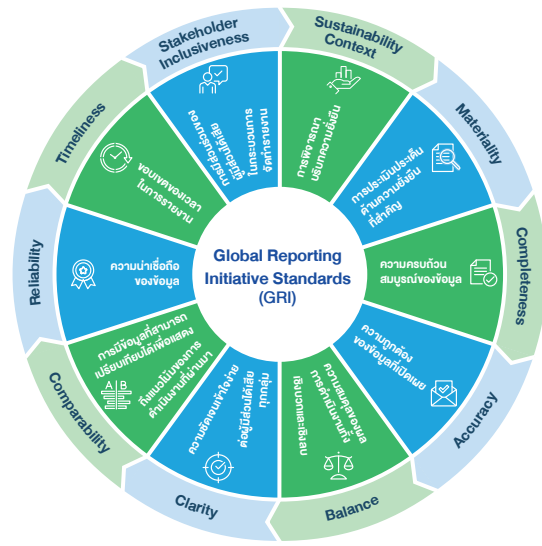 Global Reporting
Initiative Standards
(GRI)
Sustainability
Context
การพิจารณา
บริบทความยั่งยืน
Materiality
การประเมินประเด็น
ด้านความยั่งยืน
ที่สำคัญ
Completeness
ความครบถ้วน
สมบูรณ์ของข้อมูล
Accuracy
ความถูกต้อง
ของข้อมูลที่เปิดเผย
Balance
ความสมดุลของผล
การดำเนินงานทั้ง
เชิงบวกและเชิงลบ
Clarity
ความชัดเจนเข้าใจง่าย
ต่อผู้มีส่วนได้เสีย
ทุกกลุ่ม
Comparability
การมีข้อมูลที่สามารถ
เปรียบเทียบได้เพื่อแสดง
ถึงแนวโน้มของการ
ดำเนินงานที่ผ่านมา
A B
Reliability
ความน่าเชื่อถือ
ของข้อมูล
Timeliness
ขอบเขตของเวลา
ในการรายงาน
Stakeholder
Inclusiveness
การมีส่วนร่วมของ
ผู้มีส่วนได้เสีย
ในกระบวนการ
จัดทำรายงาน